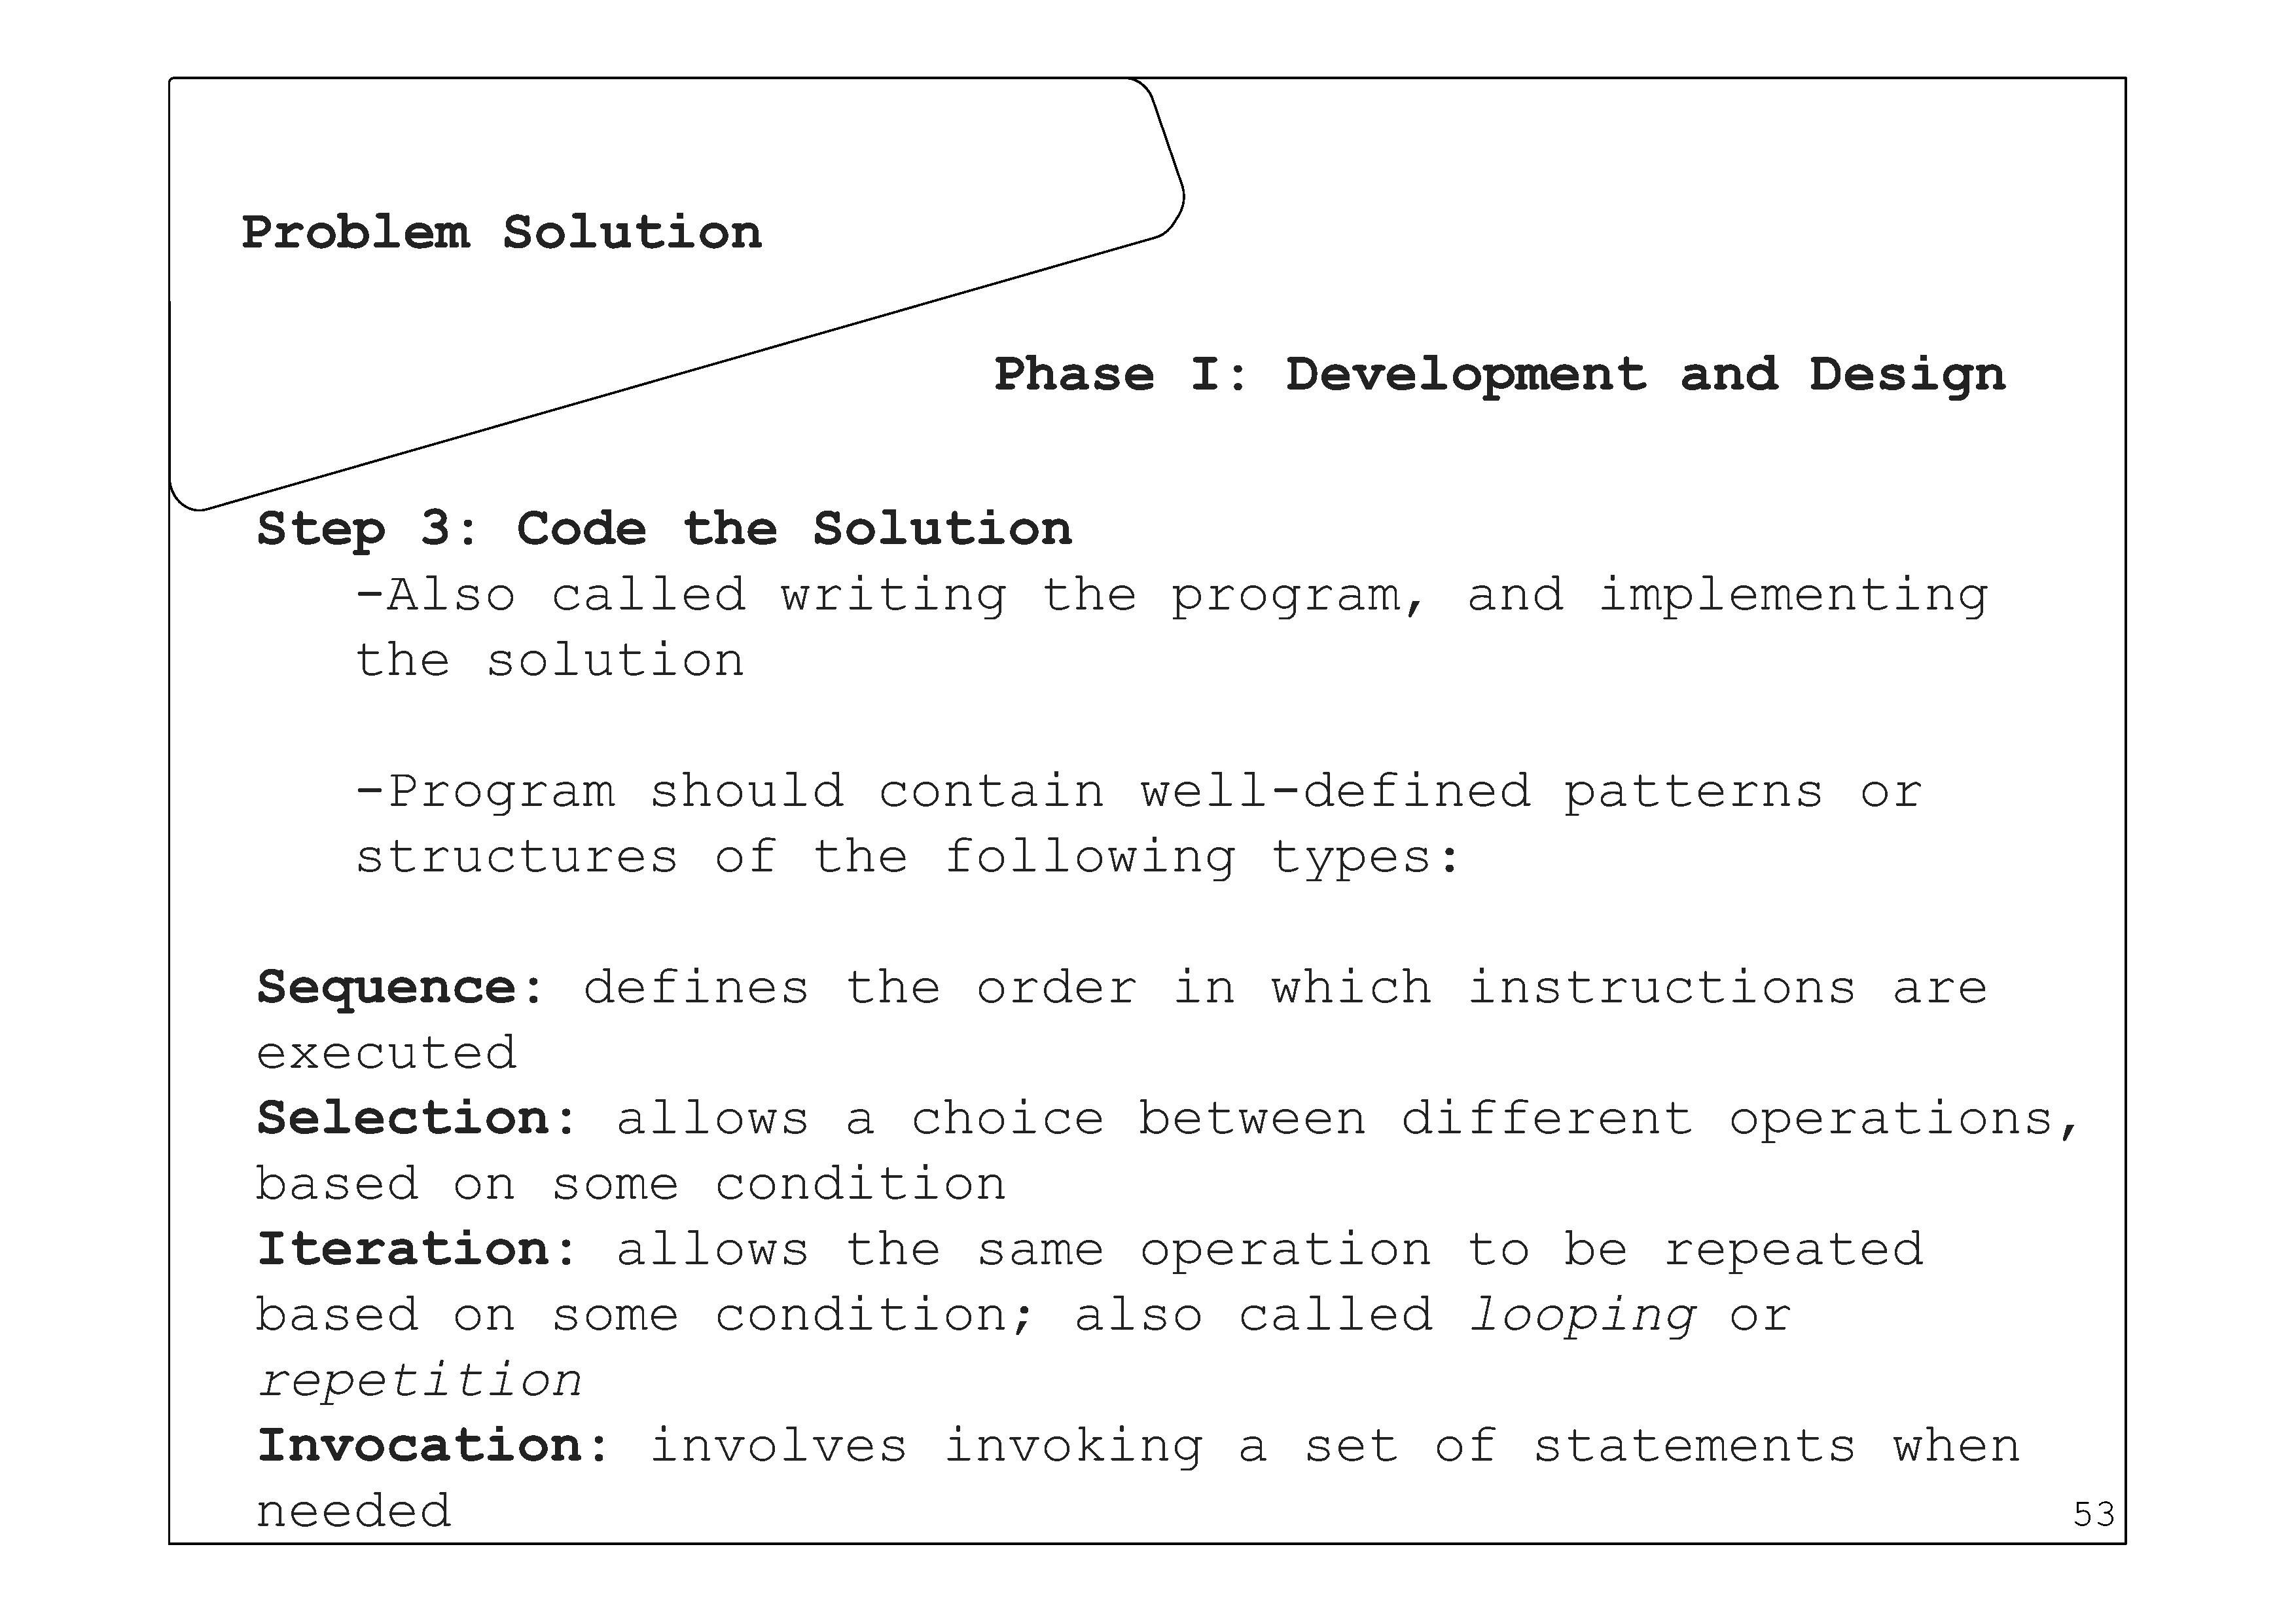 Problem Solution
Phase I: Development and Design
Step 3: Code the Solution
-Also called writing the program, and implementing
the solution
-Program should contain well-defined patterns or
structures of the following types:
Sequence: defines the order in which instructions are
executed
Selection: allows a choice between different operations,
based on some condition
Iteration: allows the same operation to be repeated
based on some condition; also called looping or
repetition
Invocation: involves invoking a set of statements when
needed
53